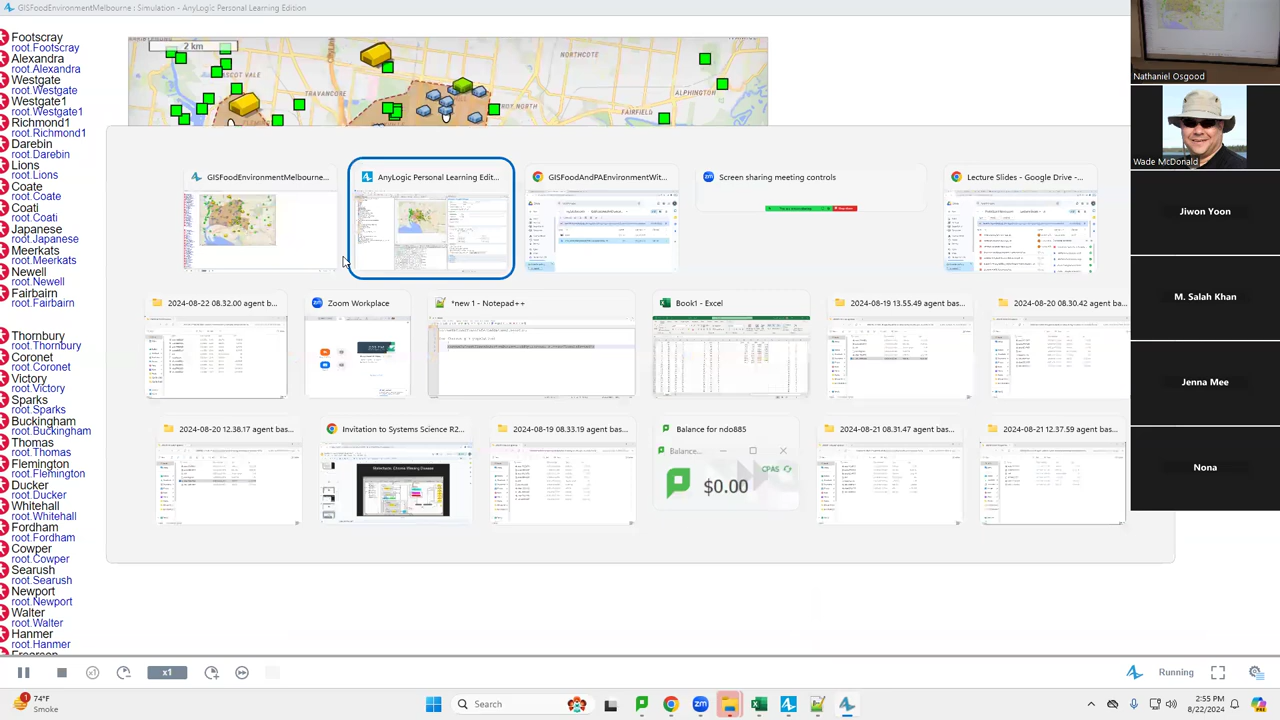 GISFoodEnvironmentMelbourne : Simulation - AnyLogic Personal Learning Edition
Footscray
root.Footscray
Alexandra
root.Alexandra
Westgate
root.Westgate
Westgate1
root.Westgate1
Richmond1
root.Richmond1
Darebin
root.Darebin
Lions
root.Lions
Coate
root.Coate
Coati
root.Coati
Japanese
root.Japanese
Meerkats
root.Meerkats
Newell
root.Newell
Fairbairn
root.Fairbairn
Thornbury
root.Thornbury
Coronet
root.Coronet
Victory
root.Victory
Sparks
root.Sparks
Buckingham
root.Buckingham
Thomas
root.Thomas
Flemington
root.Flemington
Ducker
root.Ducker
Whitehall
root.Whitehall
Fordham
root.Fordham
Cowper
root.Cowper
Searush
root.Searush
Newport
root.Newport
Walter
root.Walter
Hanmer
root.Hanmer
2 km
NORTHCOTE
ASCOT VALE
TRAVANCORE
ALPHINGTON
ROY NORTH
FAIRFIELD
GISFoodEnvironmentMelbourne...
AnyLogic Personal Learning Edit...
GISFoodAndPAEnvironmentWit...
Screen sharing meeting controls
Lecture Slides - Google Drive -...
2024-08-22 08.32.00 agent b...
Zoom Workplace
*new 1 - Notepad++
Book1 - Excel
2024-08-19 13.55.49 agent bas...
2024-08-20 08.30.42 agent ba...
2024-08-20 12.38.17 agent bas...
Invitation to Systems Science R2...
2024-08-19 08.33.19 agent bas...
Balance for ndo885
Balance...
$0.00
2024-08-21 08.31.47 agent bas...
2024-08-21 12.37.59 agent bas...
Nathaniel Osgood
Wade McDonald
Jiwon Yoon
M. Salah Khan
Jenna Mee
Nona
x1
x1
Running
1
74°F
Smoke
Search
zm
2:55 PM
8/22/2024